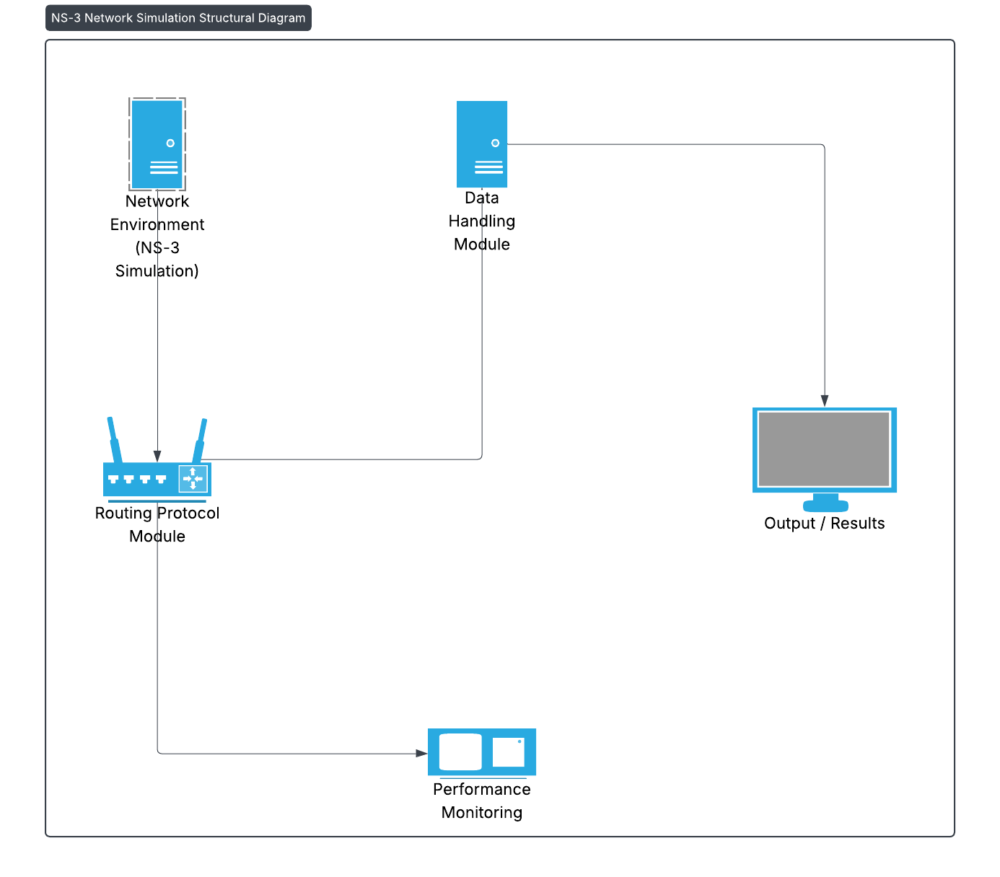 NS-3 Network Simulation Structural Diagram
Network
Environment
(NS-3
Simulation)
Data
Handling
Module
Routing Protocol
Module
Output / Results
Performance
Monitoring